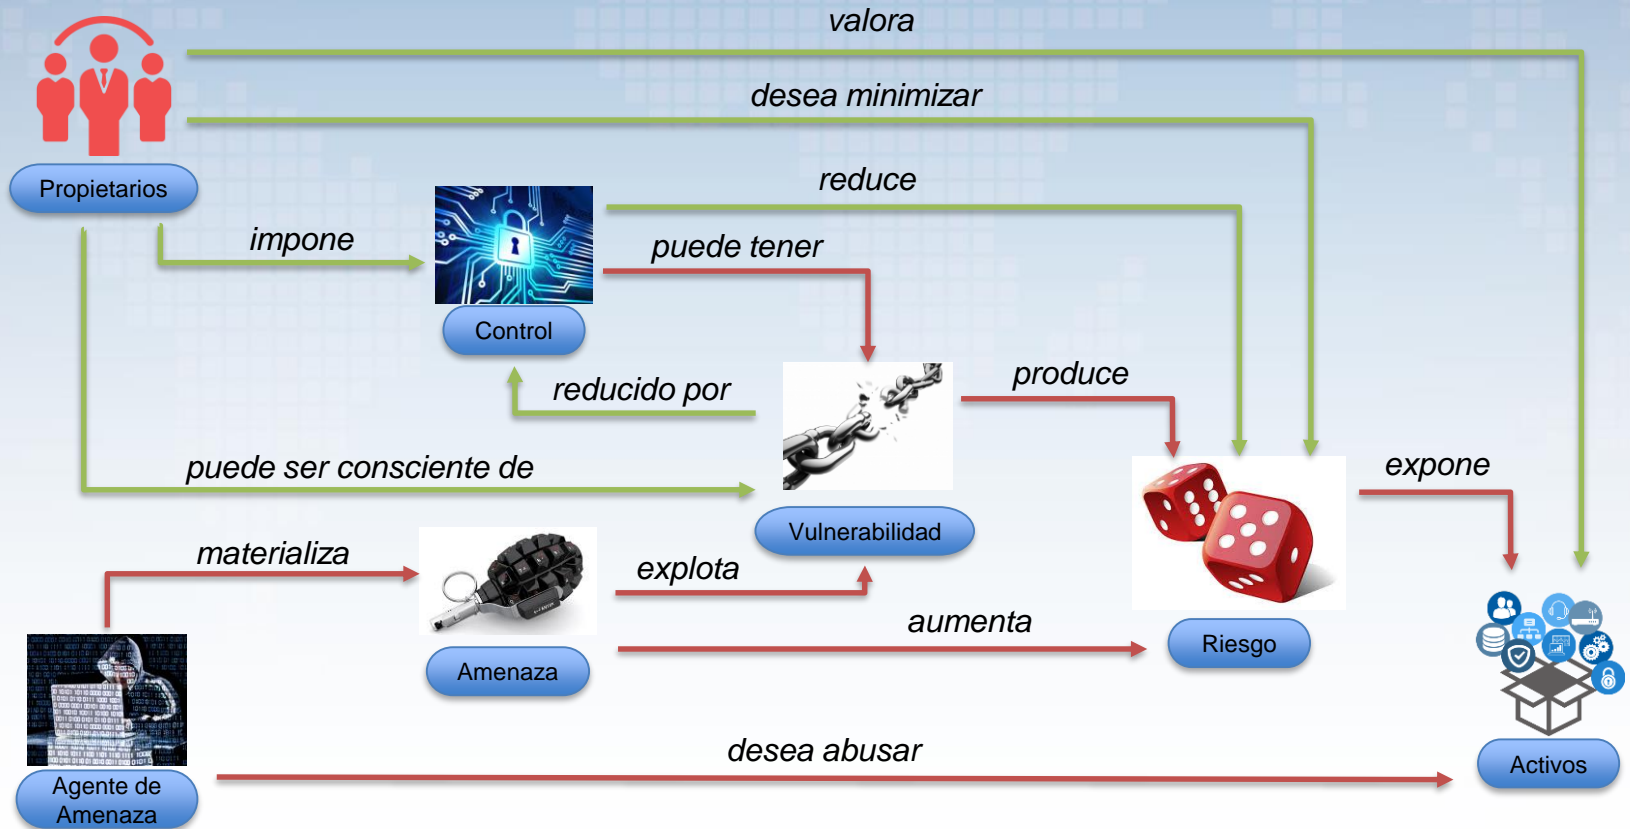 valora
desea minimizar
Propietarios
reduce
impone
puede tener
Control
reducido por
produce
puede ser consciente de
expone
Vulnerabilidad
materializa
explota
aumenta
Riesgo
Amenaza
desea abusar
Activos
Agente de
Amenaza